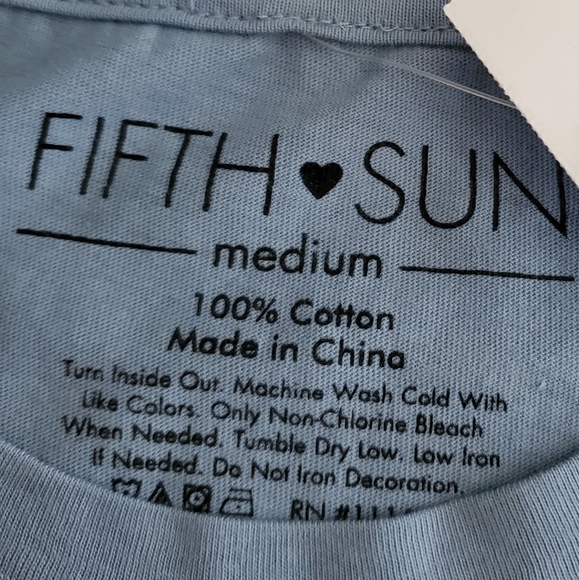 FIFTH ♥ SUN
medium
100% Cotton
Made in China
Turn Inside Out. Machine Wash Cold With
Like Colors. Only Non-Chlorine Bleach
When Needed. Tumble Dry Low. Low Iron
If Needed. Do Not Iron Decoration.
RN